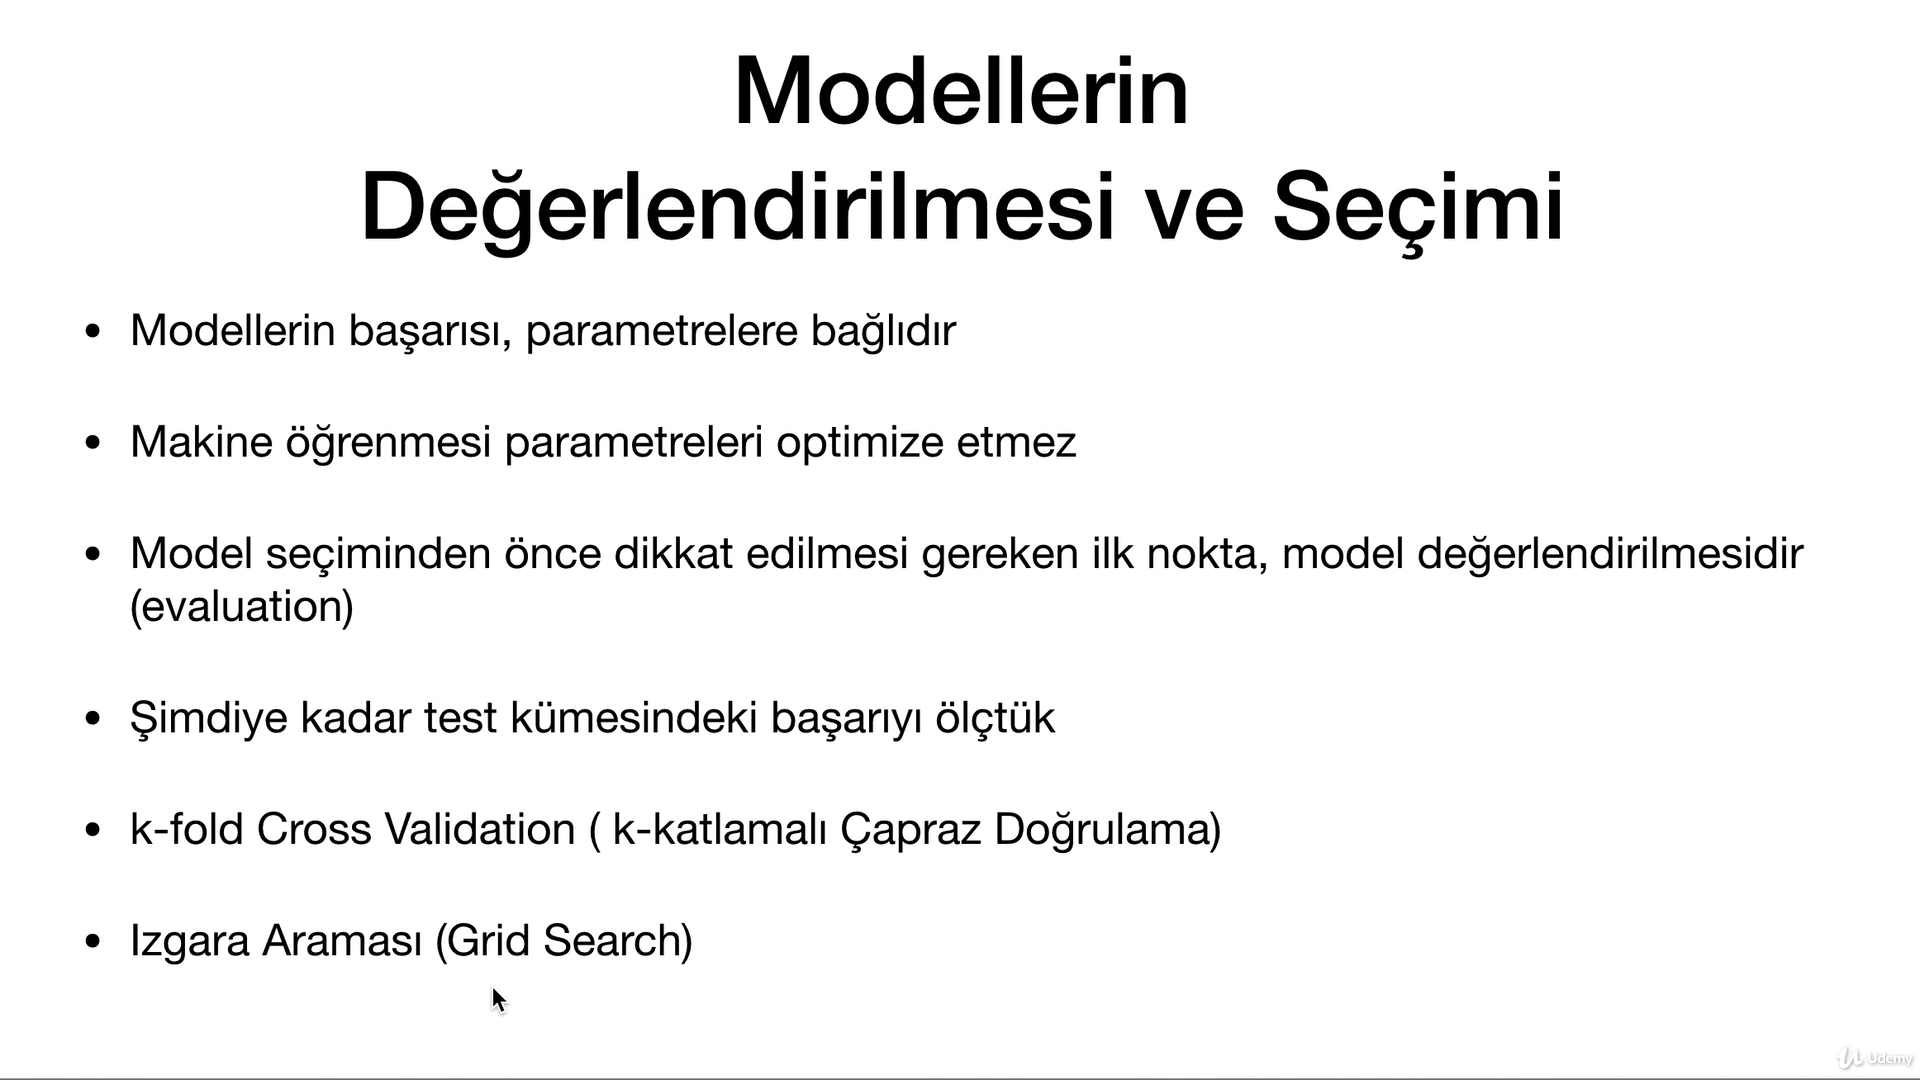 Modellerin
Değerlendirilmesi ve Seçimi
• Modellerin başarısı, parametrelere bağlıdır
• Makine öğrenmesi parametreleri optimize etmez
• Model seçiminden önce dikkat edilmesi gereken ilk nokta, model değerlendirilmesidir
(evaluation)
• Şimdiye kadar test kümesindeki başarıyı ölçtük
• k-fold Cross Validation ( k-katlamalı Çapraz Doğrulama)
• Izgara Araması (Grid Search)
Udemy